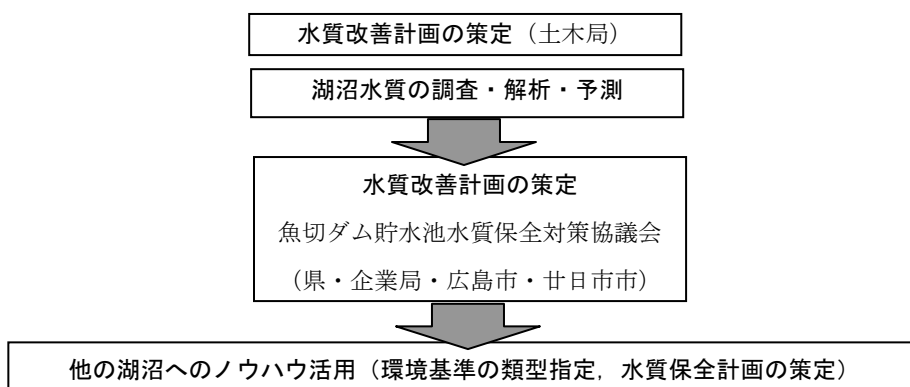 水質改善計画の策定（土木局）
湖沼水質の調査・解析・予測
水質改善計画の策定
魚切ダム貯水池水質保全対策協議会
（県・企業局・広島市・廿日市市）
他の湖沼へのノウハウ活用（環境基準の類型指定，水質保全計画の策定）